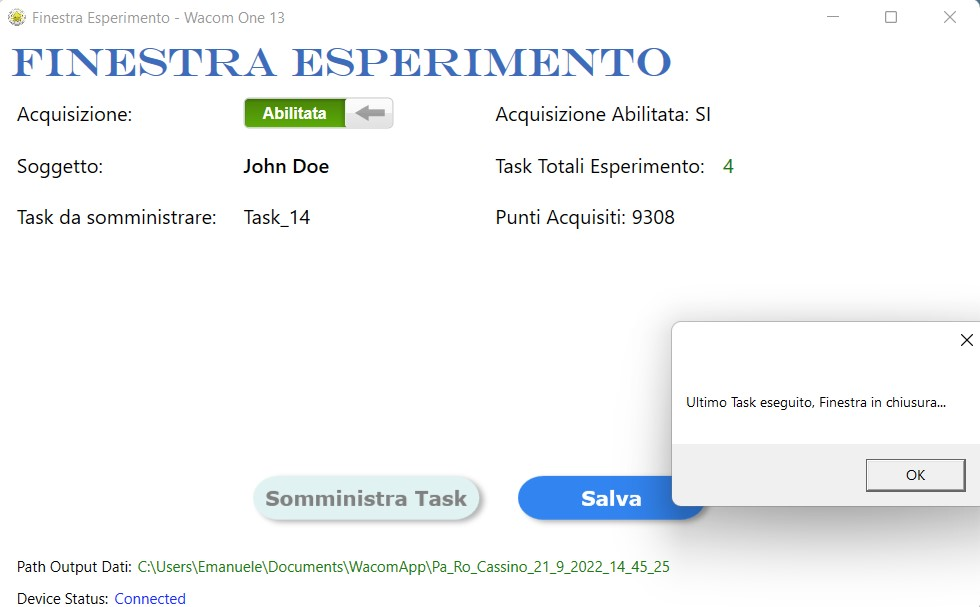 Finestra Esperimento - Wacom One 13
FINESTRA ESPERIMENTO
Acquisizione: Abilitata Acquisizione Abilitata: SI
Soggetto: John Doe Task Totali Esperimento: 4
Task da somministrare: Task_14 Punti Acquisiti: 9308
Ultimo Task eseguito, Finestra in chiusura...
OK
Somministra Task Salva
Path Output Dati: C:\Users\Emanuele\Documents\WacomApp\Pa_Ro_Cassino_21_9_2022_14_45_25
Device Status: Connected